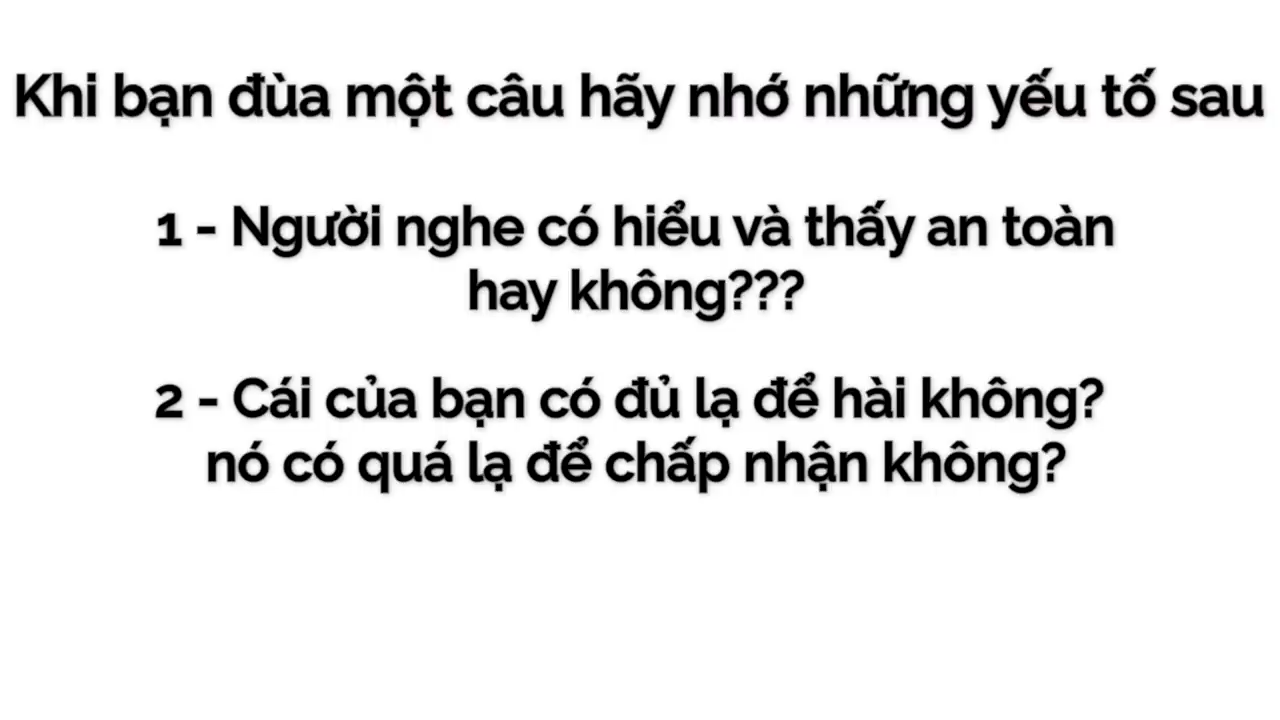 Khi bạn đùa một câu hãy nhớ những yếu tố sau
1 - Người nghe có hiểu và thấy an toàn
hay không???
2 - Cái của bạn có đủ lạ để hài không?
nó có quá lạ để chấp nhận không?